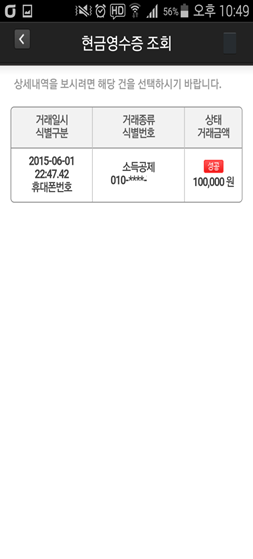 56% 오후 10:49
현금영수증 조회
상세내역을 보시려면 해당 건을 선택하시기 바랍니다.
거래일시 거래종류 상태
식별구분 식별번호 거래금액
2015-06-01 소득공제 성공
22:47.42 010-****- 100,000 원
휴대폰번호